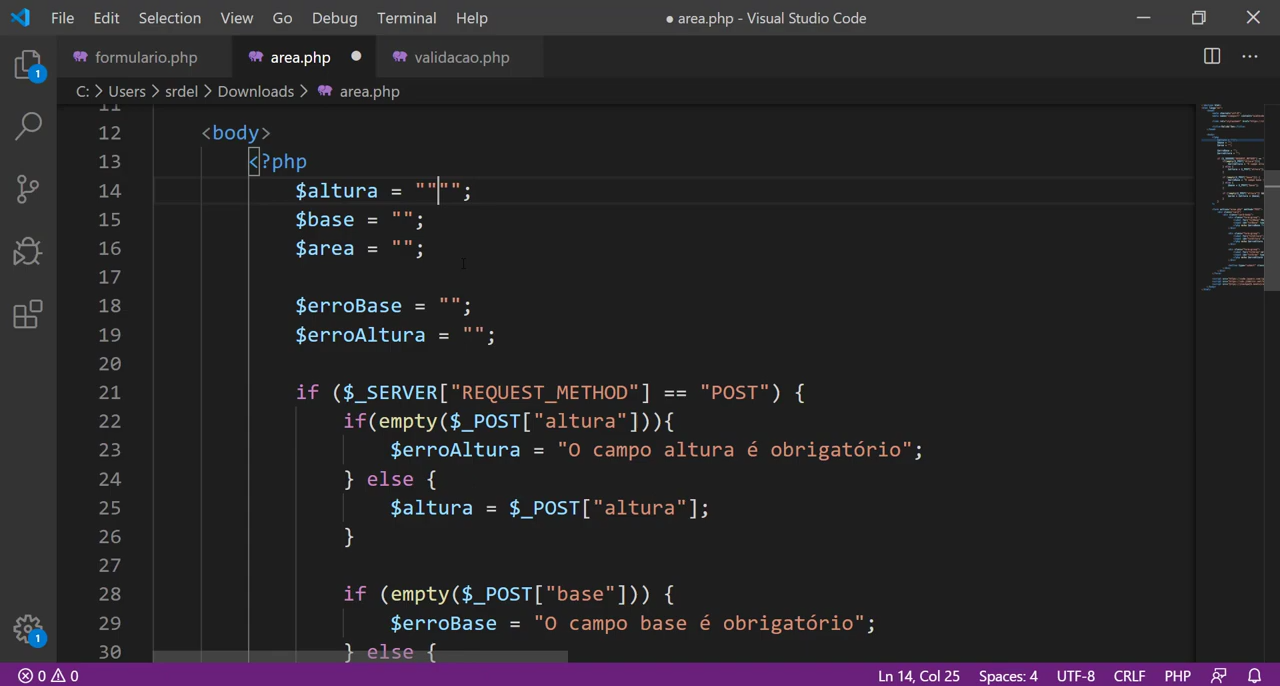 File Edit Selection View Go Debug Terminal Help ● area.php - Visual Studio Code
formulario.php area.php validacao.php
C: > Users > srdel > Downloads > area.php
11
12 <body>
13 <?php
14 $altura = """";
15 $base = "";
16 $area = "";
17
18 $erroBase = "";
19 $erroAltura = "";
20
21 if ($_SERVER["REQUEST_METHOD"] == "POST") {
22 if(empty($_POST["altura"])){
23 $erroAltura = "O campo altura é obrigatório";
24 } else {
25 $altura = $_POST["altura"];
26 }
27
28 if (empty($_POST["base"])) {
29 $erroBase = "O campo base é obrigatório";
30 } else {
1
1
0 0 Ln 14, Col 25 Spaces: 4 UTF-8 CRLF PHP